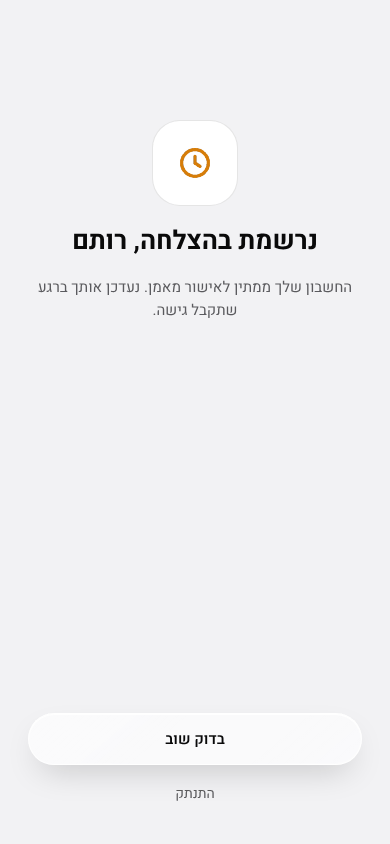 נרשמת בהצלחה, רותם
החשבון שלך ממתין לאישור מאמן. נעדכן אותך ברגע
שתקבל גישה.
בדוק שוב
התנתק